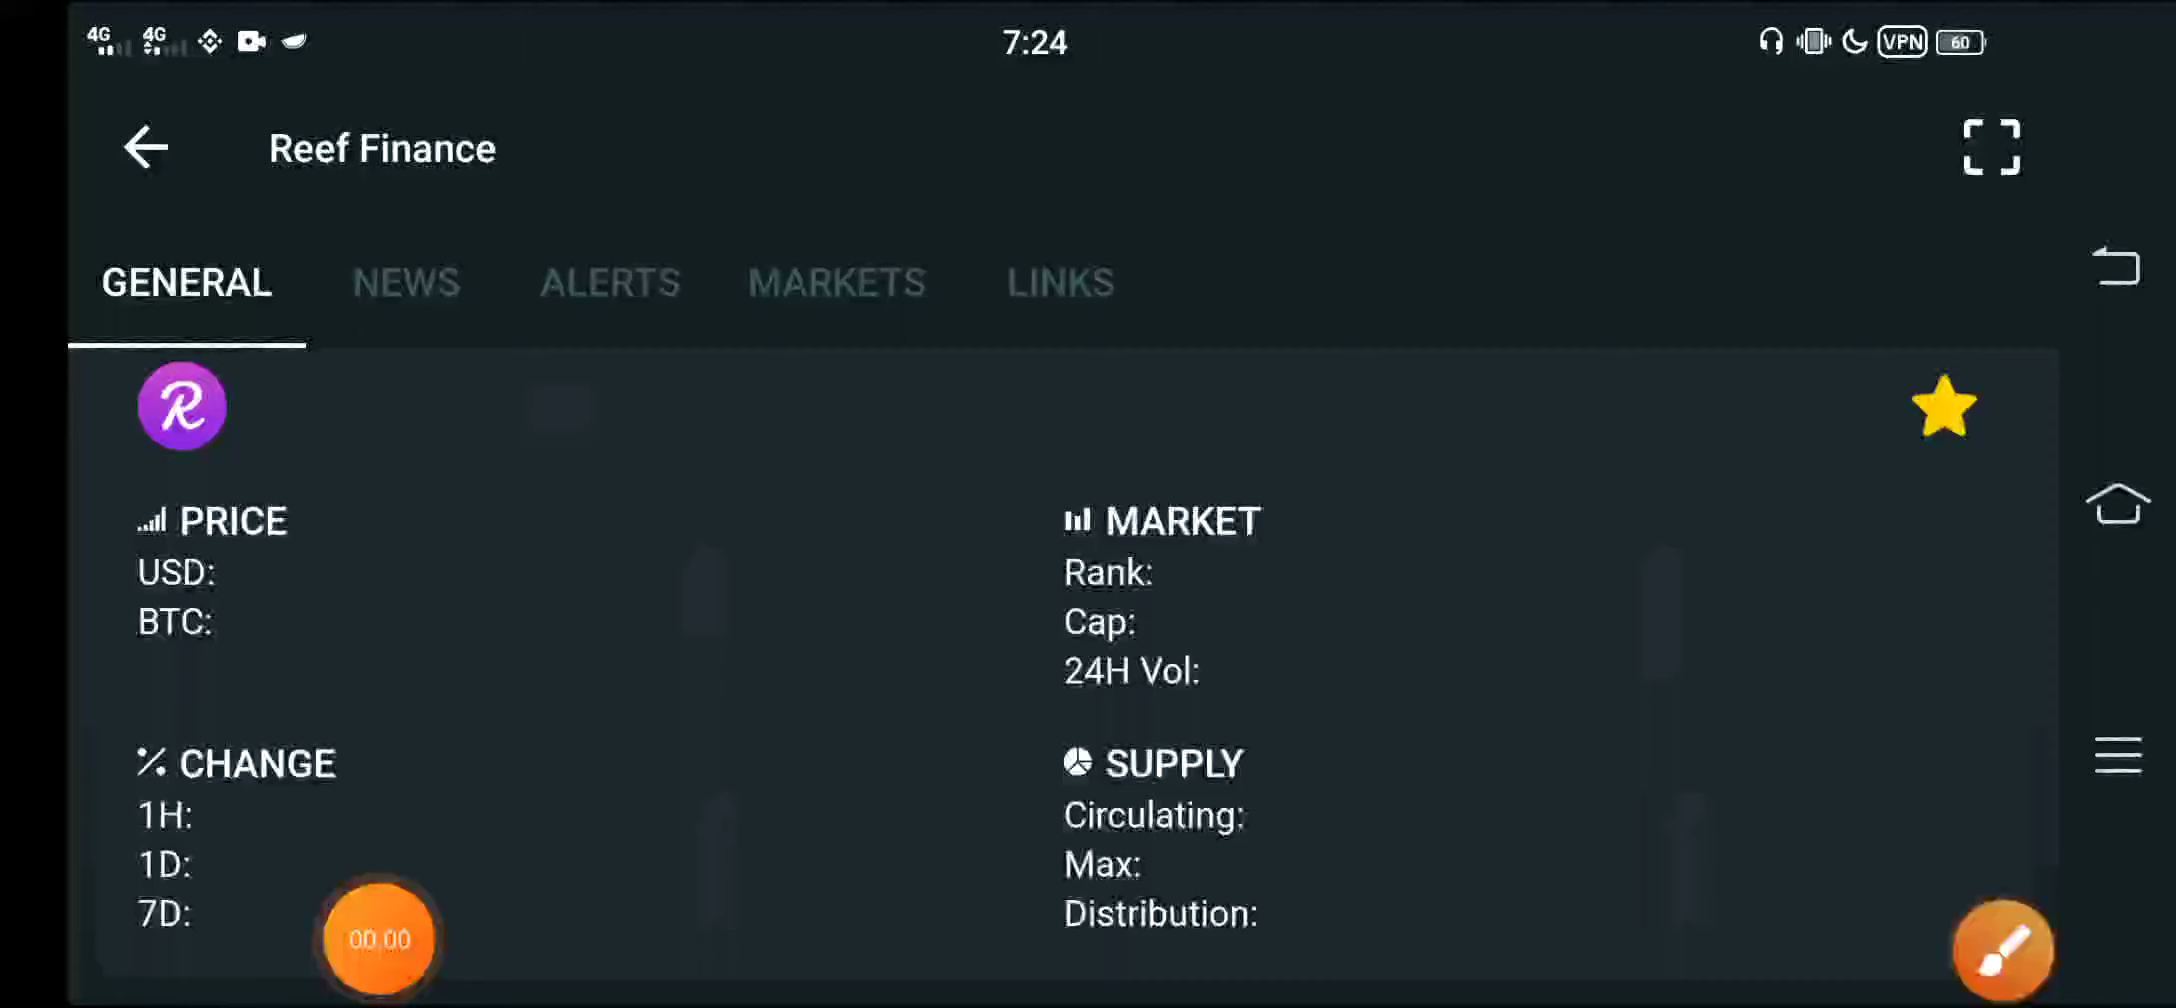 4G 4G 7:24 VPN 60
Reef Finance
GENERAL NEWS ALERTS MARKETS LINKS
R
PRICE
USD:
BTC:
MARKET
Rank:
Cap:
24H Vol:
CHANGE
1H:
1D:
7D:
00:00
SUPPLY
Circulating:
Max:
Distribution: